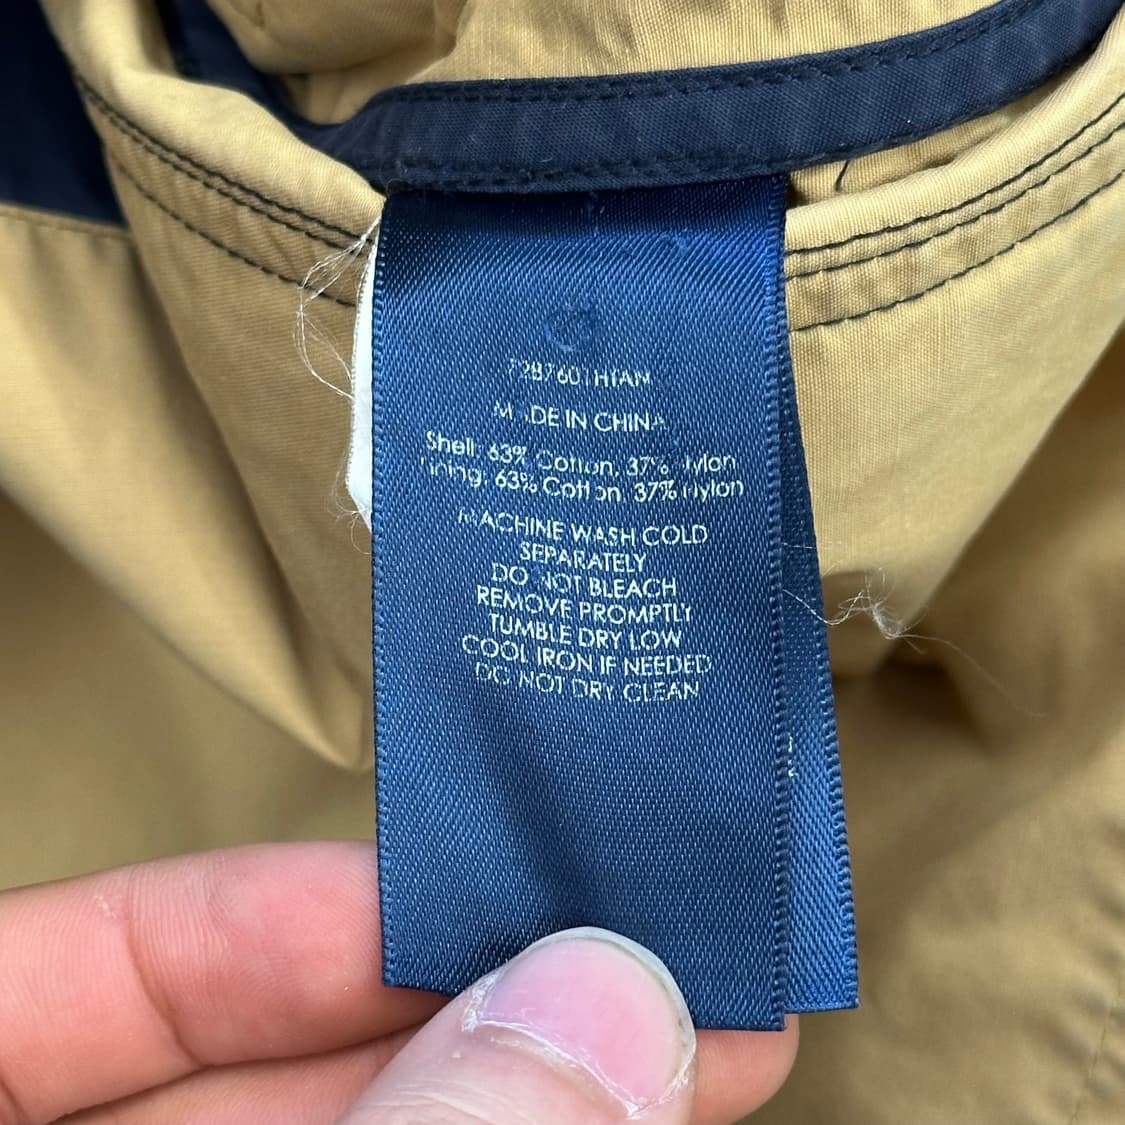 MADE IN CHINA
Shell: 63% Cotton, 37% Nylon
Lining: 63% Cotton 37% Nylon
MACHINE WASH COLD
SEPARATELY
DO NOT BLEACH
REMOVE PROMPTLY
TUMBLE DRY LOW
COOL IRON IF NEEDED
DO NOT DRY CLEAN